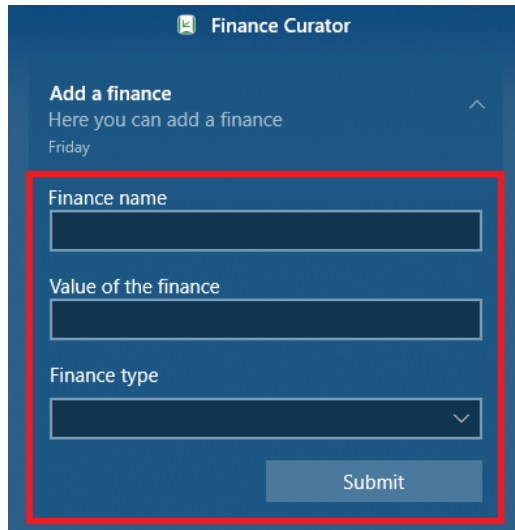 Finance Curator
Add a finance
Here you can add a finance
Friday
Finance name
Value of the finance
Finance type
Submit